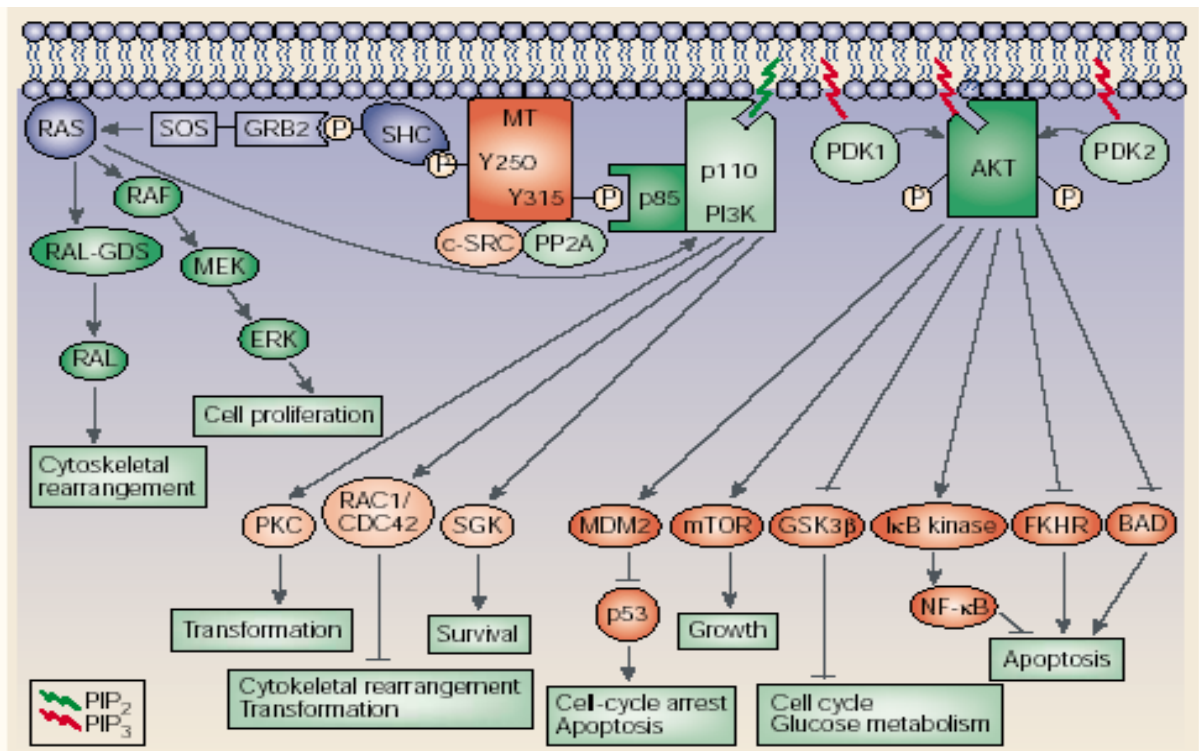 RAS
SOS
GRB2
P
SHC
P
MT
Y250
Y315
P
p85
p110
PI3K
c-SRC
PP2A
PDK1
AKT
PDK2
P
P
RAF
RAL-GDS
MEK
RAL
ERK
Cell proliferation
Cytoskeletal
rearrangement
PKC
RAC1/
CDC42
SGK
MDM2
mTOR
GSK3β
IκB kinase
FKHR
BAD
p53
NF-κB
Transformation
Survival
Growth
Apoptosis
Cytokeletal rearrangement
Transformation
Cell-cycle arrest
Apoptosis
Cell cycle
Glucose metabolism
PIP2
PIP3